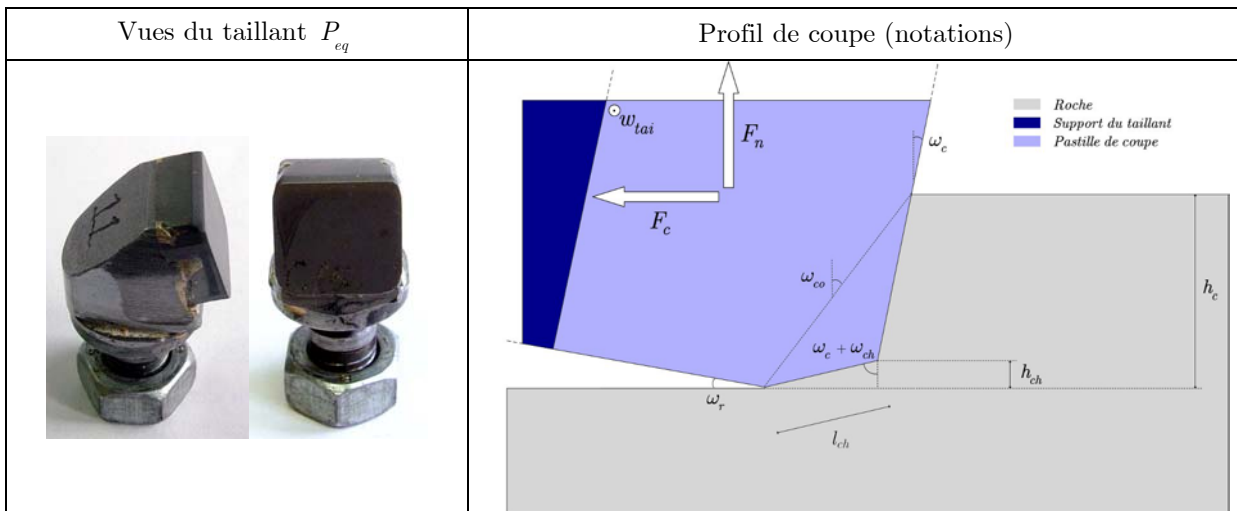 Vues du taillant P_eq
Profil de coupe (notations)
11
w_tai
F_n
F_c
ω_c
Roche
Support du taillant
Pastille de coupe
ω_co
h_c
ω_c + ω_ch
h_ch
ω_r
l_ch